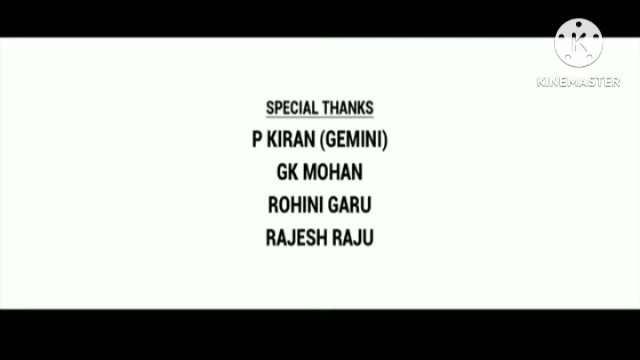 KINEMASTER
SPECIAL THANKS
P KIRAN (GEMINI)
GK MOHAN
ROHINI GARU
RAJESH RAJU